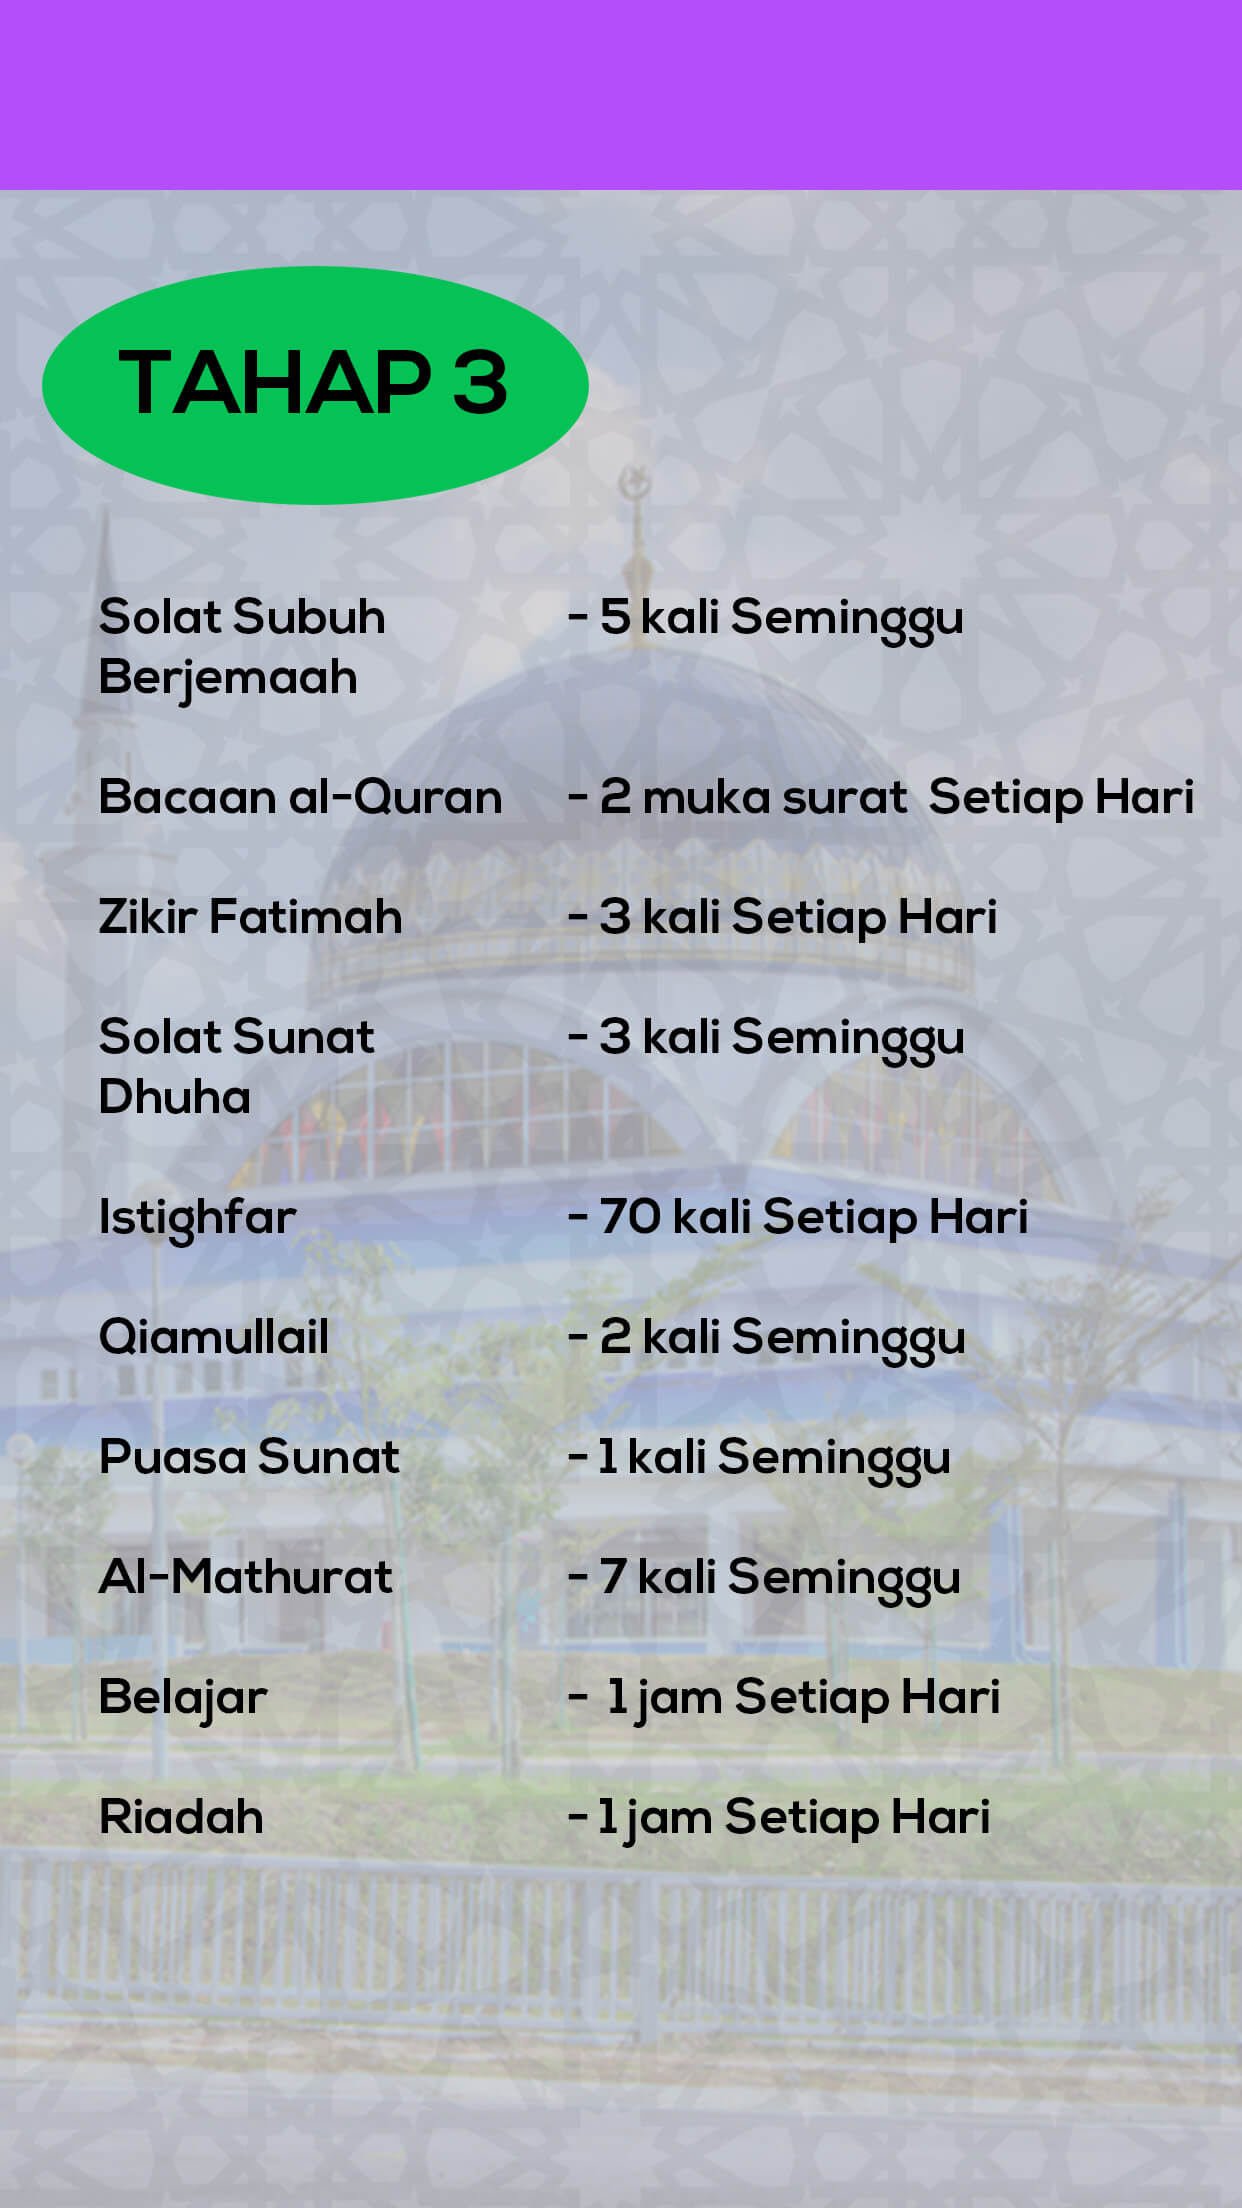 TAHAP 3
Solat Subuh - 5 kali Seminggu
Berjemaah
Bacaan al-Quran - 2 muka surat Setiap Hari
Zikir Fatimah - 3 kali Setiap Hari
Solat Sunat - 3 kali Seminggu
Dhuha
Istighfar - 70 kali Setiap Hari
Qiamullail - 2 kali Seminggu
Puasa Sunat - 1 kali Seminggu
Al-Mathurat - 7 kali Seminggu
Belajar - 1 jam Setiap Hari
Riadah - 1 jam Setiap Hari